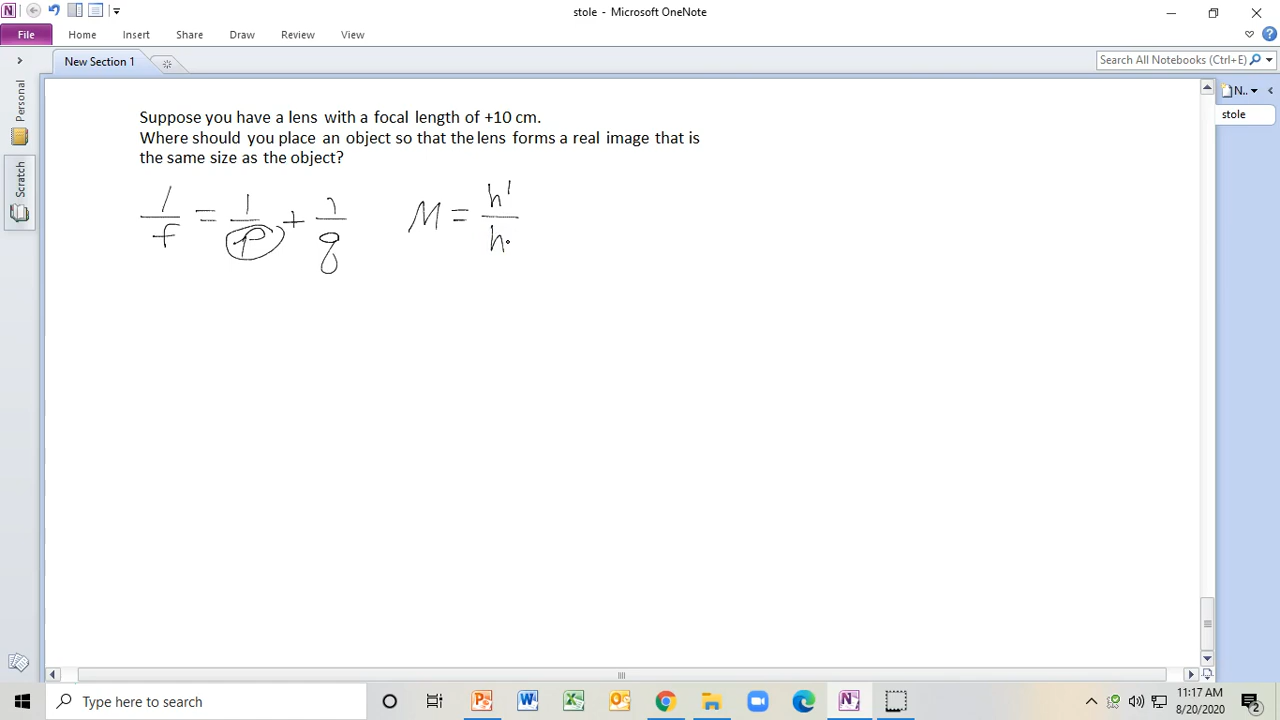 stole - Microsoft OneNote
File Home Insert Share Draw Review View
New Section 1
Search All Notebooks (Ctrl+E)
Personal
Scratch
N..
stole
Suppose you have a lens with a focal length of +10 cm.
Where should you place an object so that the lens forms a real image that is
the same size as the object?
1/f = 1/p + 1/q M = h'/h
Type here to search
11:17 AM
8/20/2020
2